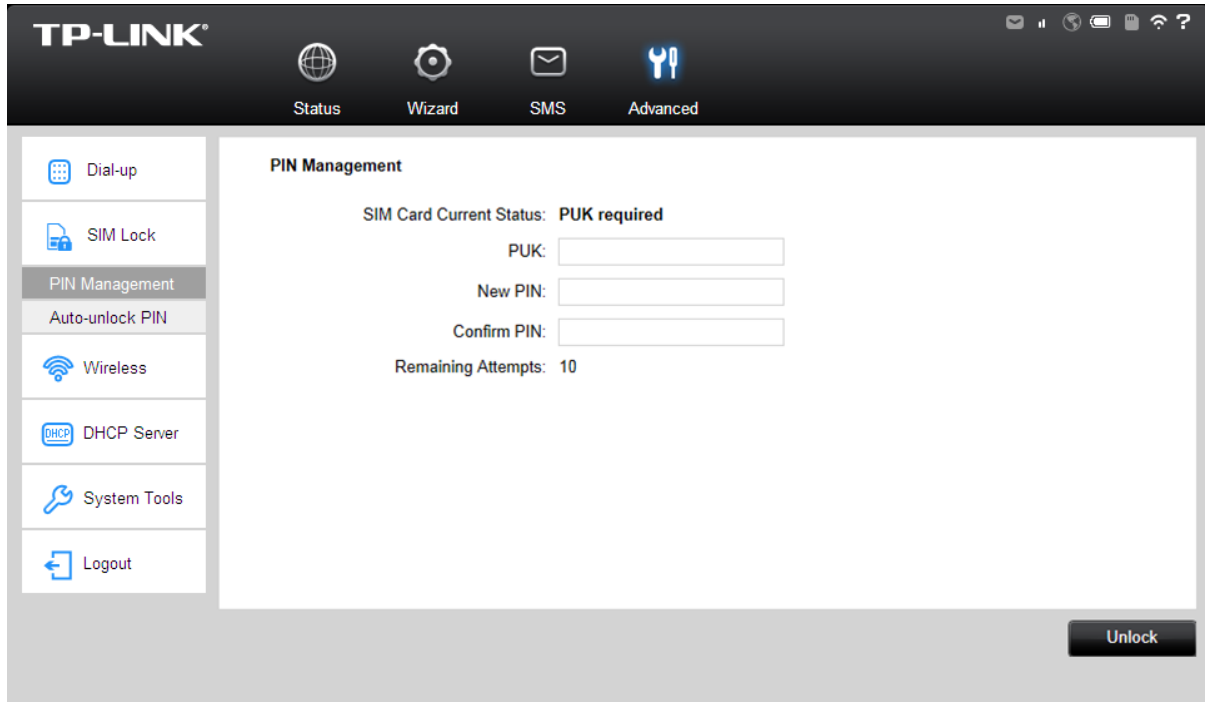 TP-LINK®
?
Status Wizard SMS Advanced
Dial-up
SIM Lock
PIN Management
Auto-unlock PIN
Wireless
DHCP DHCP Server
System Tools
Logout
PIN Management
SIM Card Current Status: PUK required
PUK:
New PIN:
Confirm PIN:
Remaining Attempts: 10
Unlock